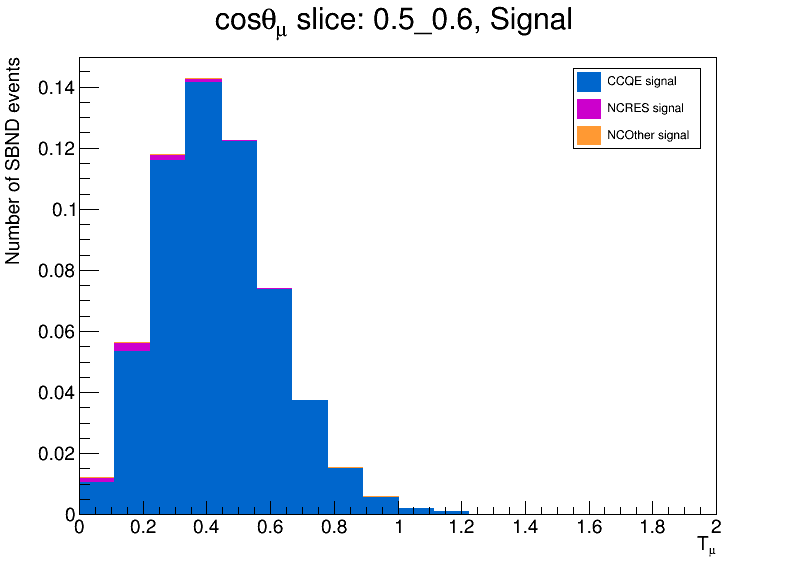 cosθμ slice: 0.5_0.6, Signal
Number of SBND events
CCQE signal
NCRES signal
NCOther signal
0.14
0.12
0.1
0.08
0.06
0.04
0.02
0
0 0.2 0.4 0.6 0.8 1 1.2 1.4 1.6 1.8 2
Tμ